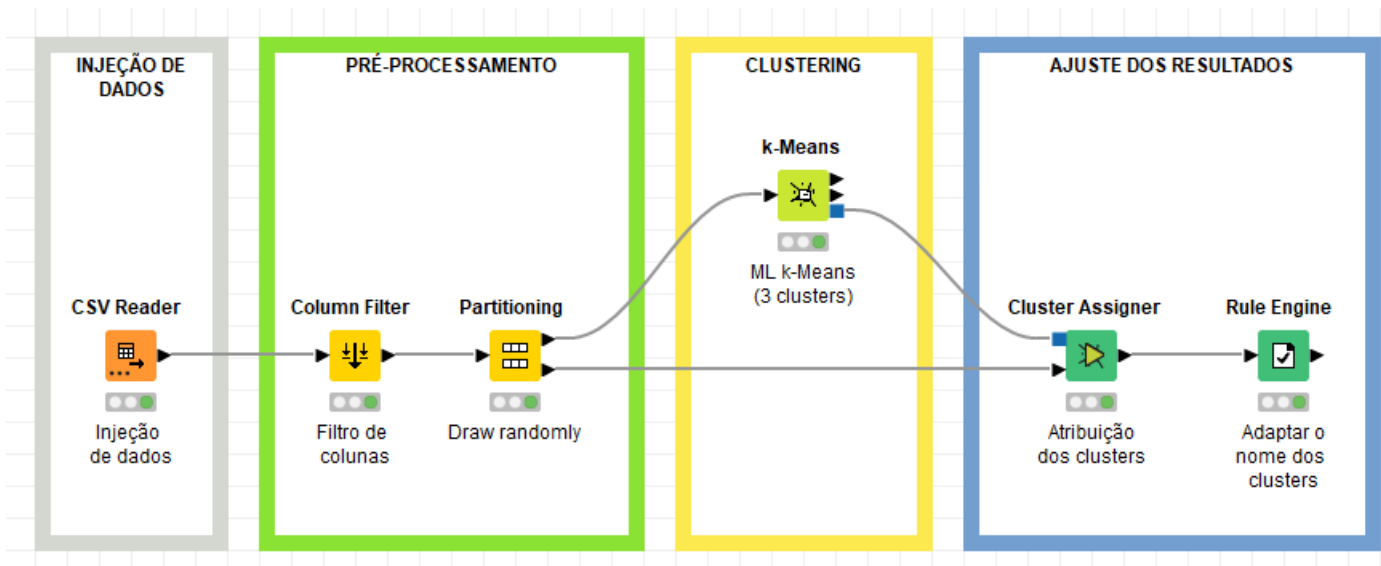 INJEÇÃO DE
DADOS
PRÉ-PROCESSAMENTO
CLUSTERING
AJUSTE DOS RESULTADOS
k-Means
ML k-Means
(3 clusters)
CSV Reader
Injeção
de dados
Column Filter
Filtro de
colunas
Partitioning
Draw randomly
Cluster Assigner
Atribuição
dos clusters
Rule Engine
Adaptar o
nome dos
clusters